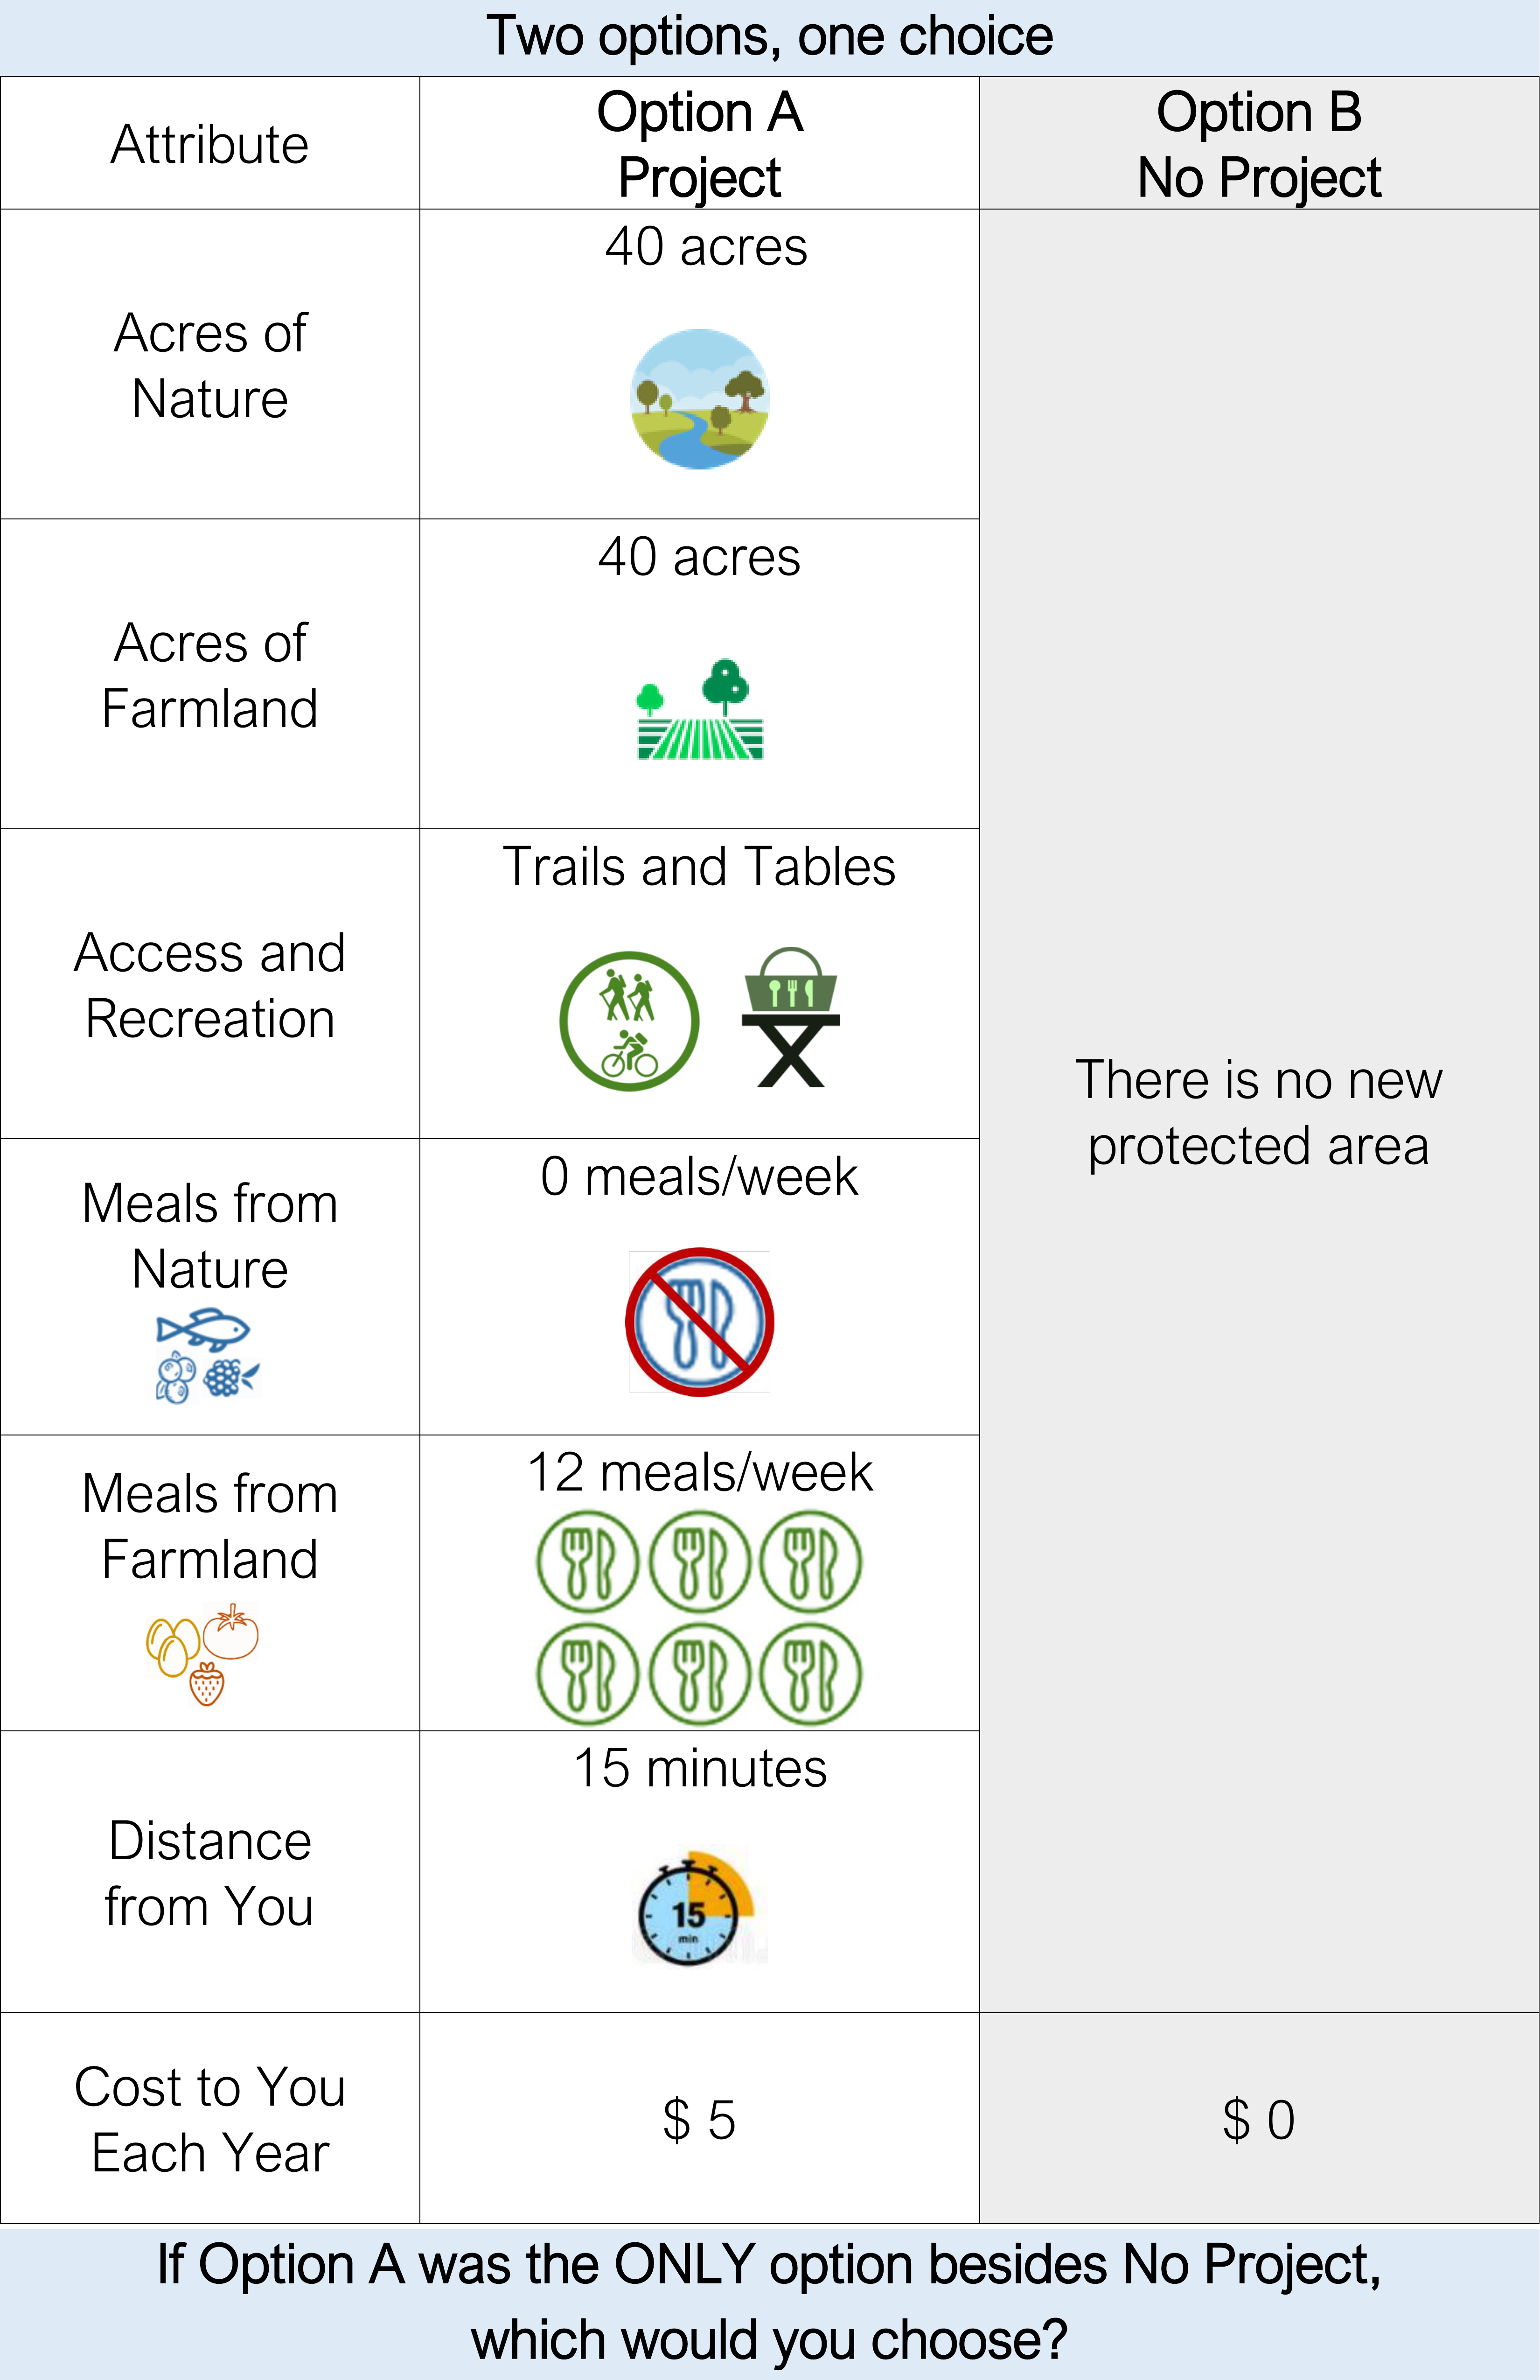 Two options, one choice
Attribute
Option A
Project
Option B
No Project
Acres of
Nature
40 acres
Acres of
Farmland
40 acres
Access and
Recreation
Trails and Tables
Meals from
Nature
0 meals/week
Meals from
Farmland
12 meals/week
Distance
from You
15 minutes
15
min
There is no new
protected area
Cost to You
Each Year
$ 5
$ 0
If Option A was the ONLY option besides No Project,
which would you choose?